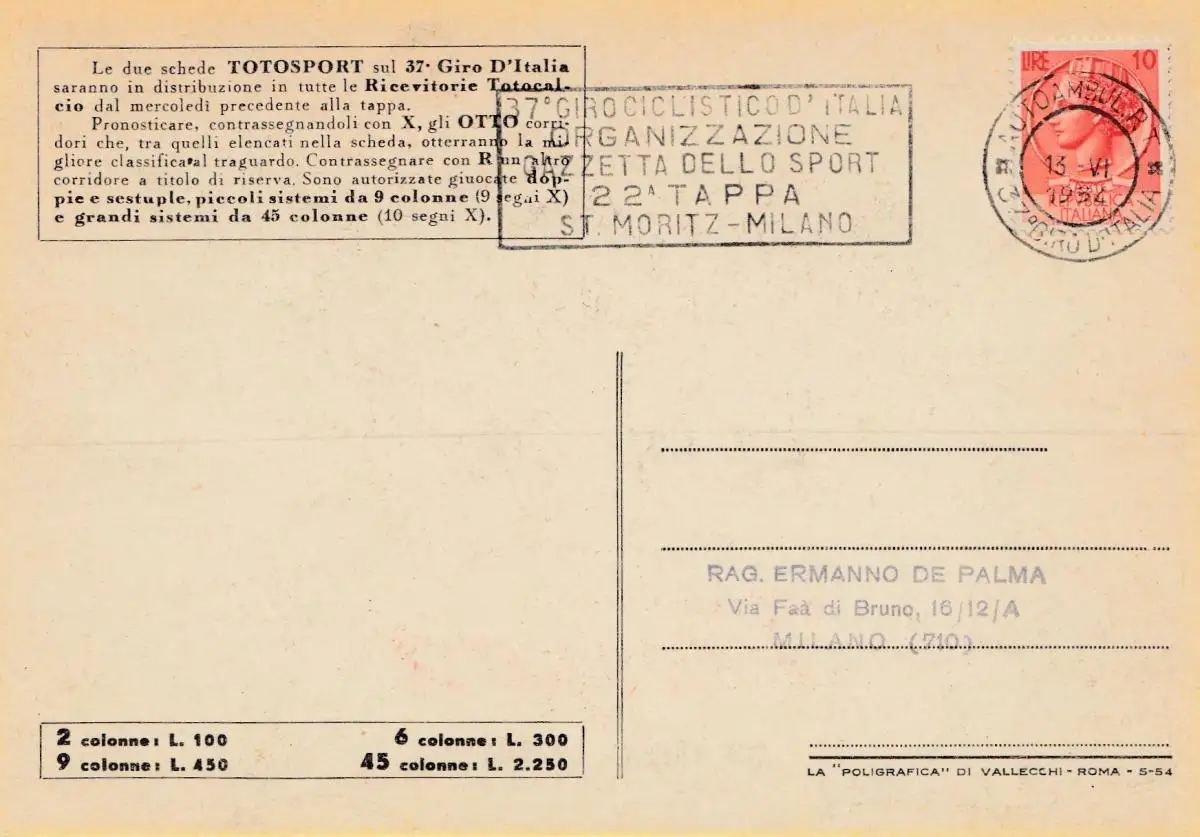 Le due schede TOTOSPORT sul 37· Giro D'Italia
saranno in distribuzione in tutte le Ricevitorie Totocal-
cio dal mercoledì precedente alla tappa.
Pronosticare, contrassegnandoli con X, gli OTTO corri-
dori che, tra quelli elencati nella scheda, otterranno la mi-
gliore classifica al traguardo. Contrassegnare con R un altro
corridore a titolo di riserva. Sono autorizzate giuocate dop-
pie e sestuple, piccoli sistemi da 9 colonne (9 segni X)
e grandi sistemi da 45 colonne (10 segni X).
37° GIRO CICLISTICO D'ITALIA
ORGANIZZAZIONE
GAZZETTA DELLO SPORT
22ª TAPPA
ST. MORITZ - MILANO
LIRE 10
AUTOAMBUL. P.A
13 - VI
1954
37° GIRO D'ITALIA
ITALIANE
RAG. ERMANNO DE PALMA
Via Faà di Bruno, 16/12/A
MILANO (710)
2 colonne: L. 100 6 colonne: L. 300
9 colonne: L. 450 45 colonne: L. 2.250
LA "POLIGRAFICA" DI VALLECCHI - ROMA - 5-54